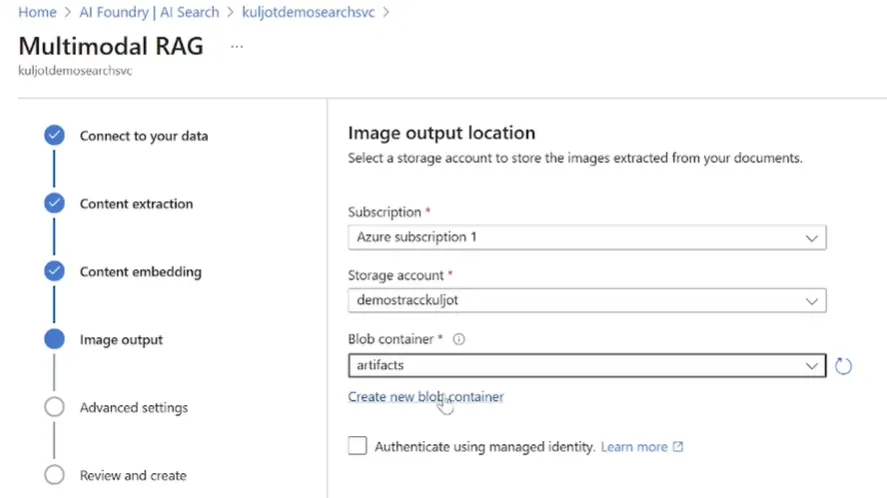 Home > AI Foundry | AI Search > kuljotdemosearchsvc >
Multimodal RAG ...
kuljotdemosearchsvc
Connect to your data
Content extraction
Content embedding
Image output
Advanced settings
Review and create
Image output location
Select a storage account to store the images extracted from your documents.
Subscription *
Azure subscription 1
Storage account *
demostracckuljot
Blob container *
artifacts
Create new blob container
Authenticate using managed identity. Learn more